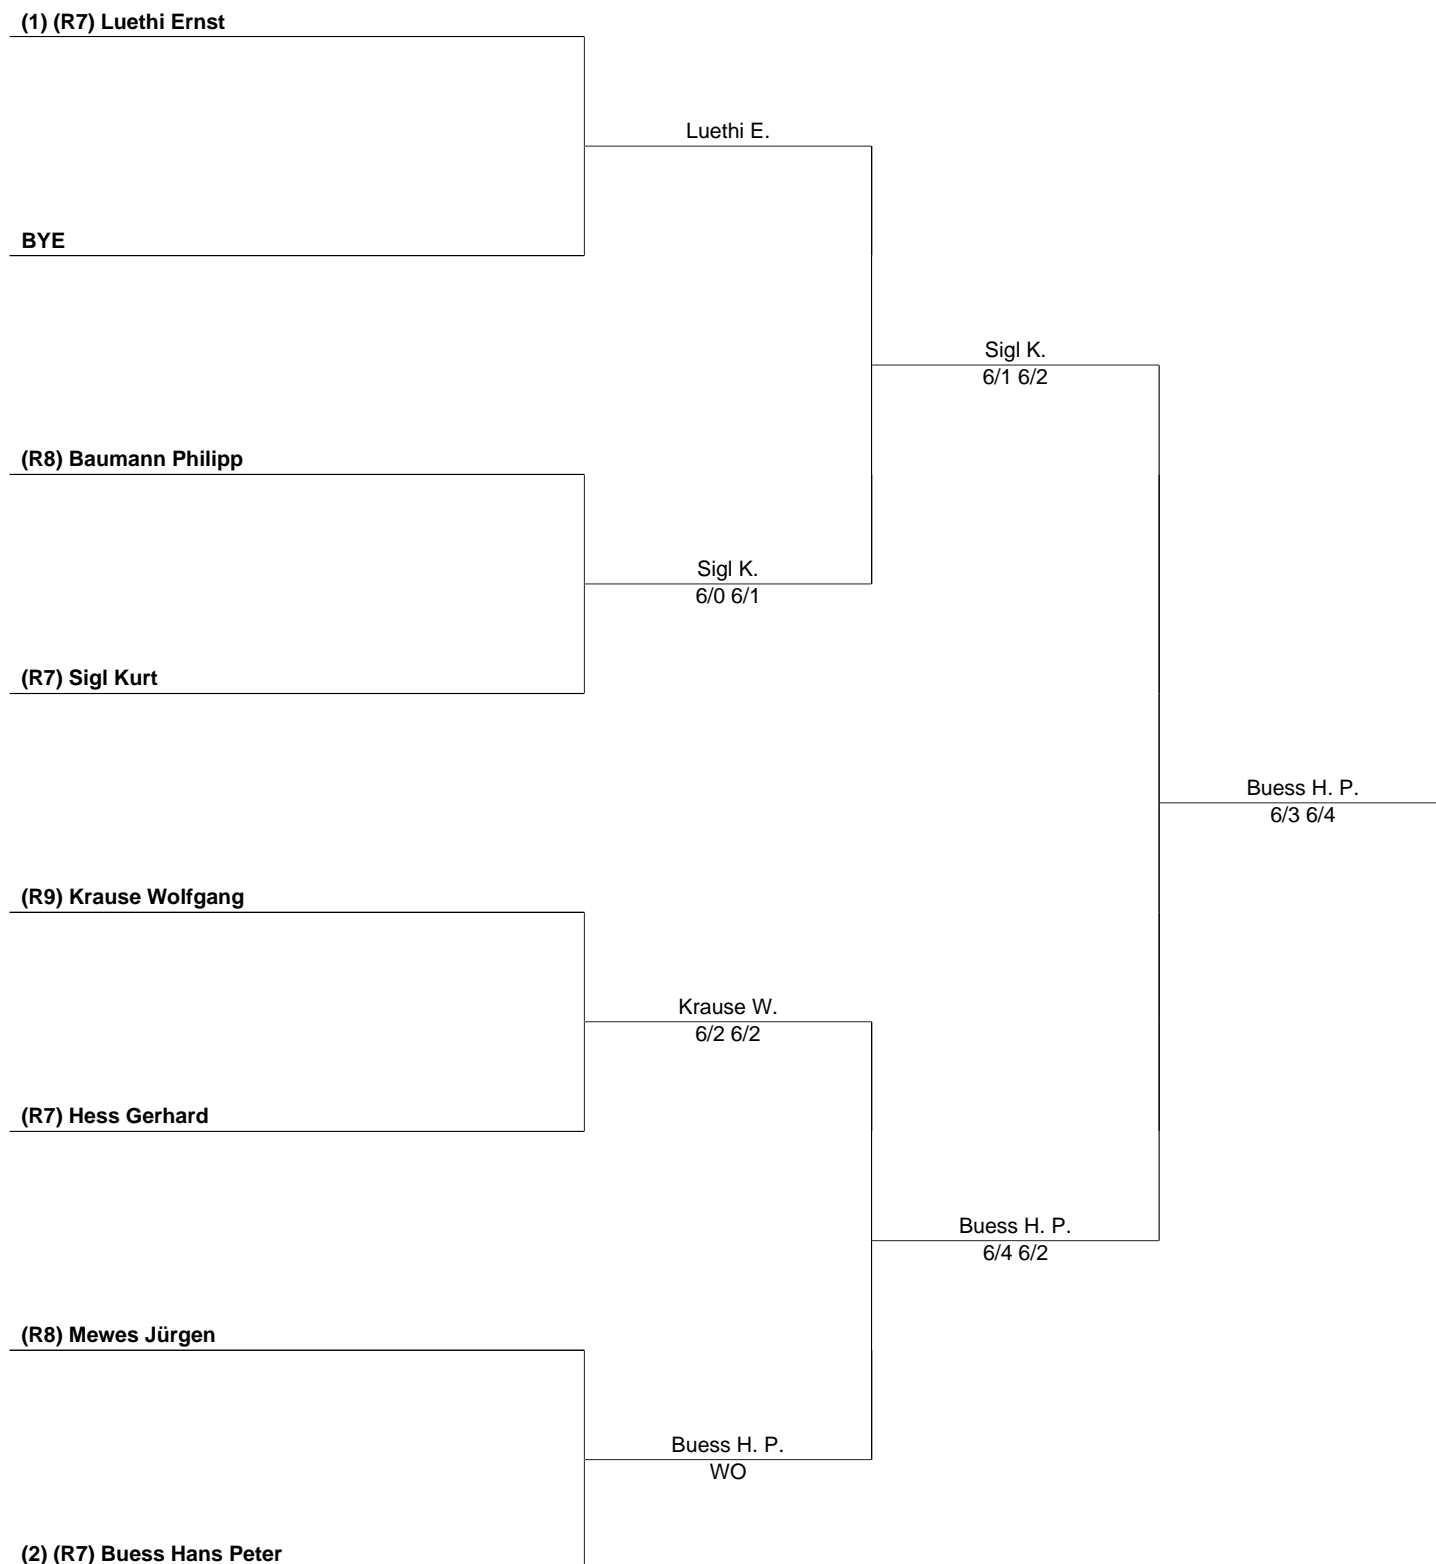 (1) (R7) Luethi Ernst
Luethi E.
BYE
Sigl K.
6/1 6/2
(R8) Baumann Philipp
Sigl K.
6/0 6/1
(R7) Sigl Kurt
Buess H. P.
6/3 6/4
(R9) Krause Wolfgang
Krause W.
6/2 6/2
(R7) Hess Gerhard
Buess H. P.
6/4 6/2
(R8) Mewes Jürgen
Buess H. P.
WO
(2) (R7) Buess Hans Peter